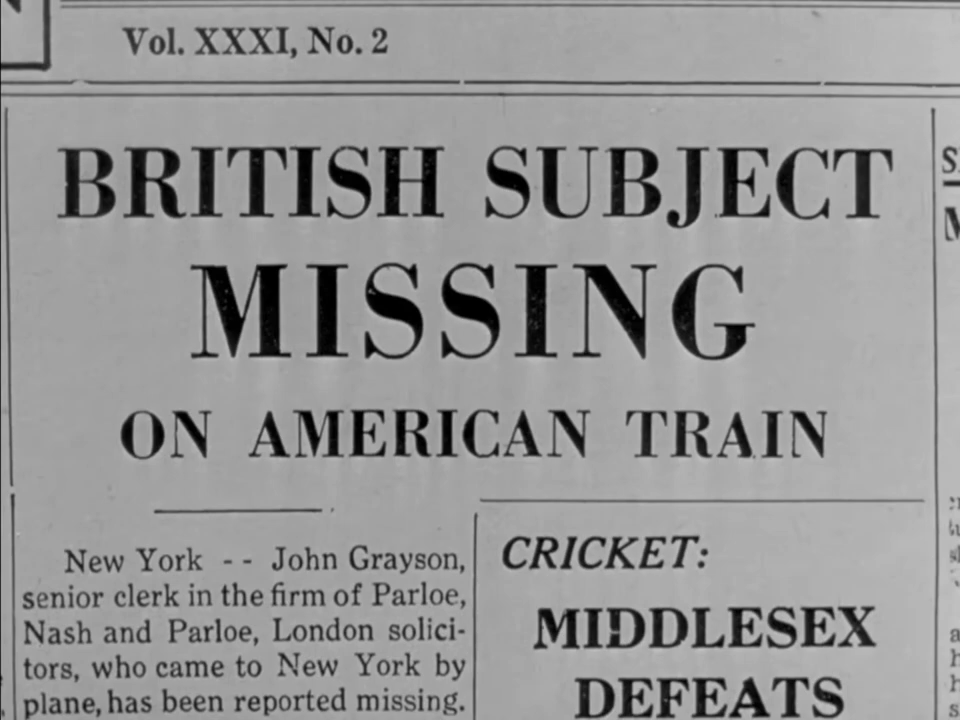 Vol. XXXI, No. 2
BRITISH SUBJECT
MISSING
ON AMERICAN TRAIN
New York -- John Grayson,
senior clerk in the firm of Parloe,
Nash and Parloe, London solici-
tors, who came to New York by
plane, has been reported missing.
CRICKET:
MIDDLESEX
DEFEATS